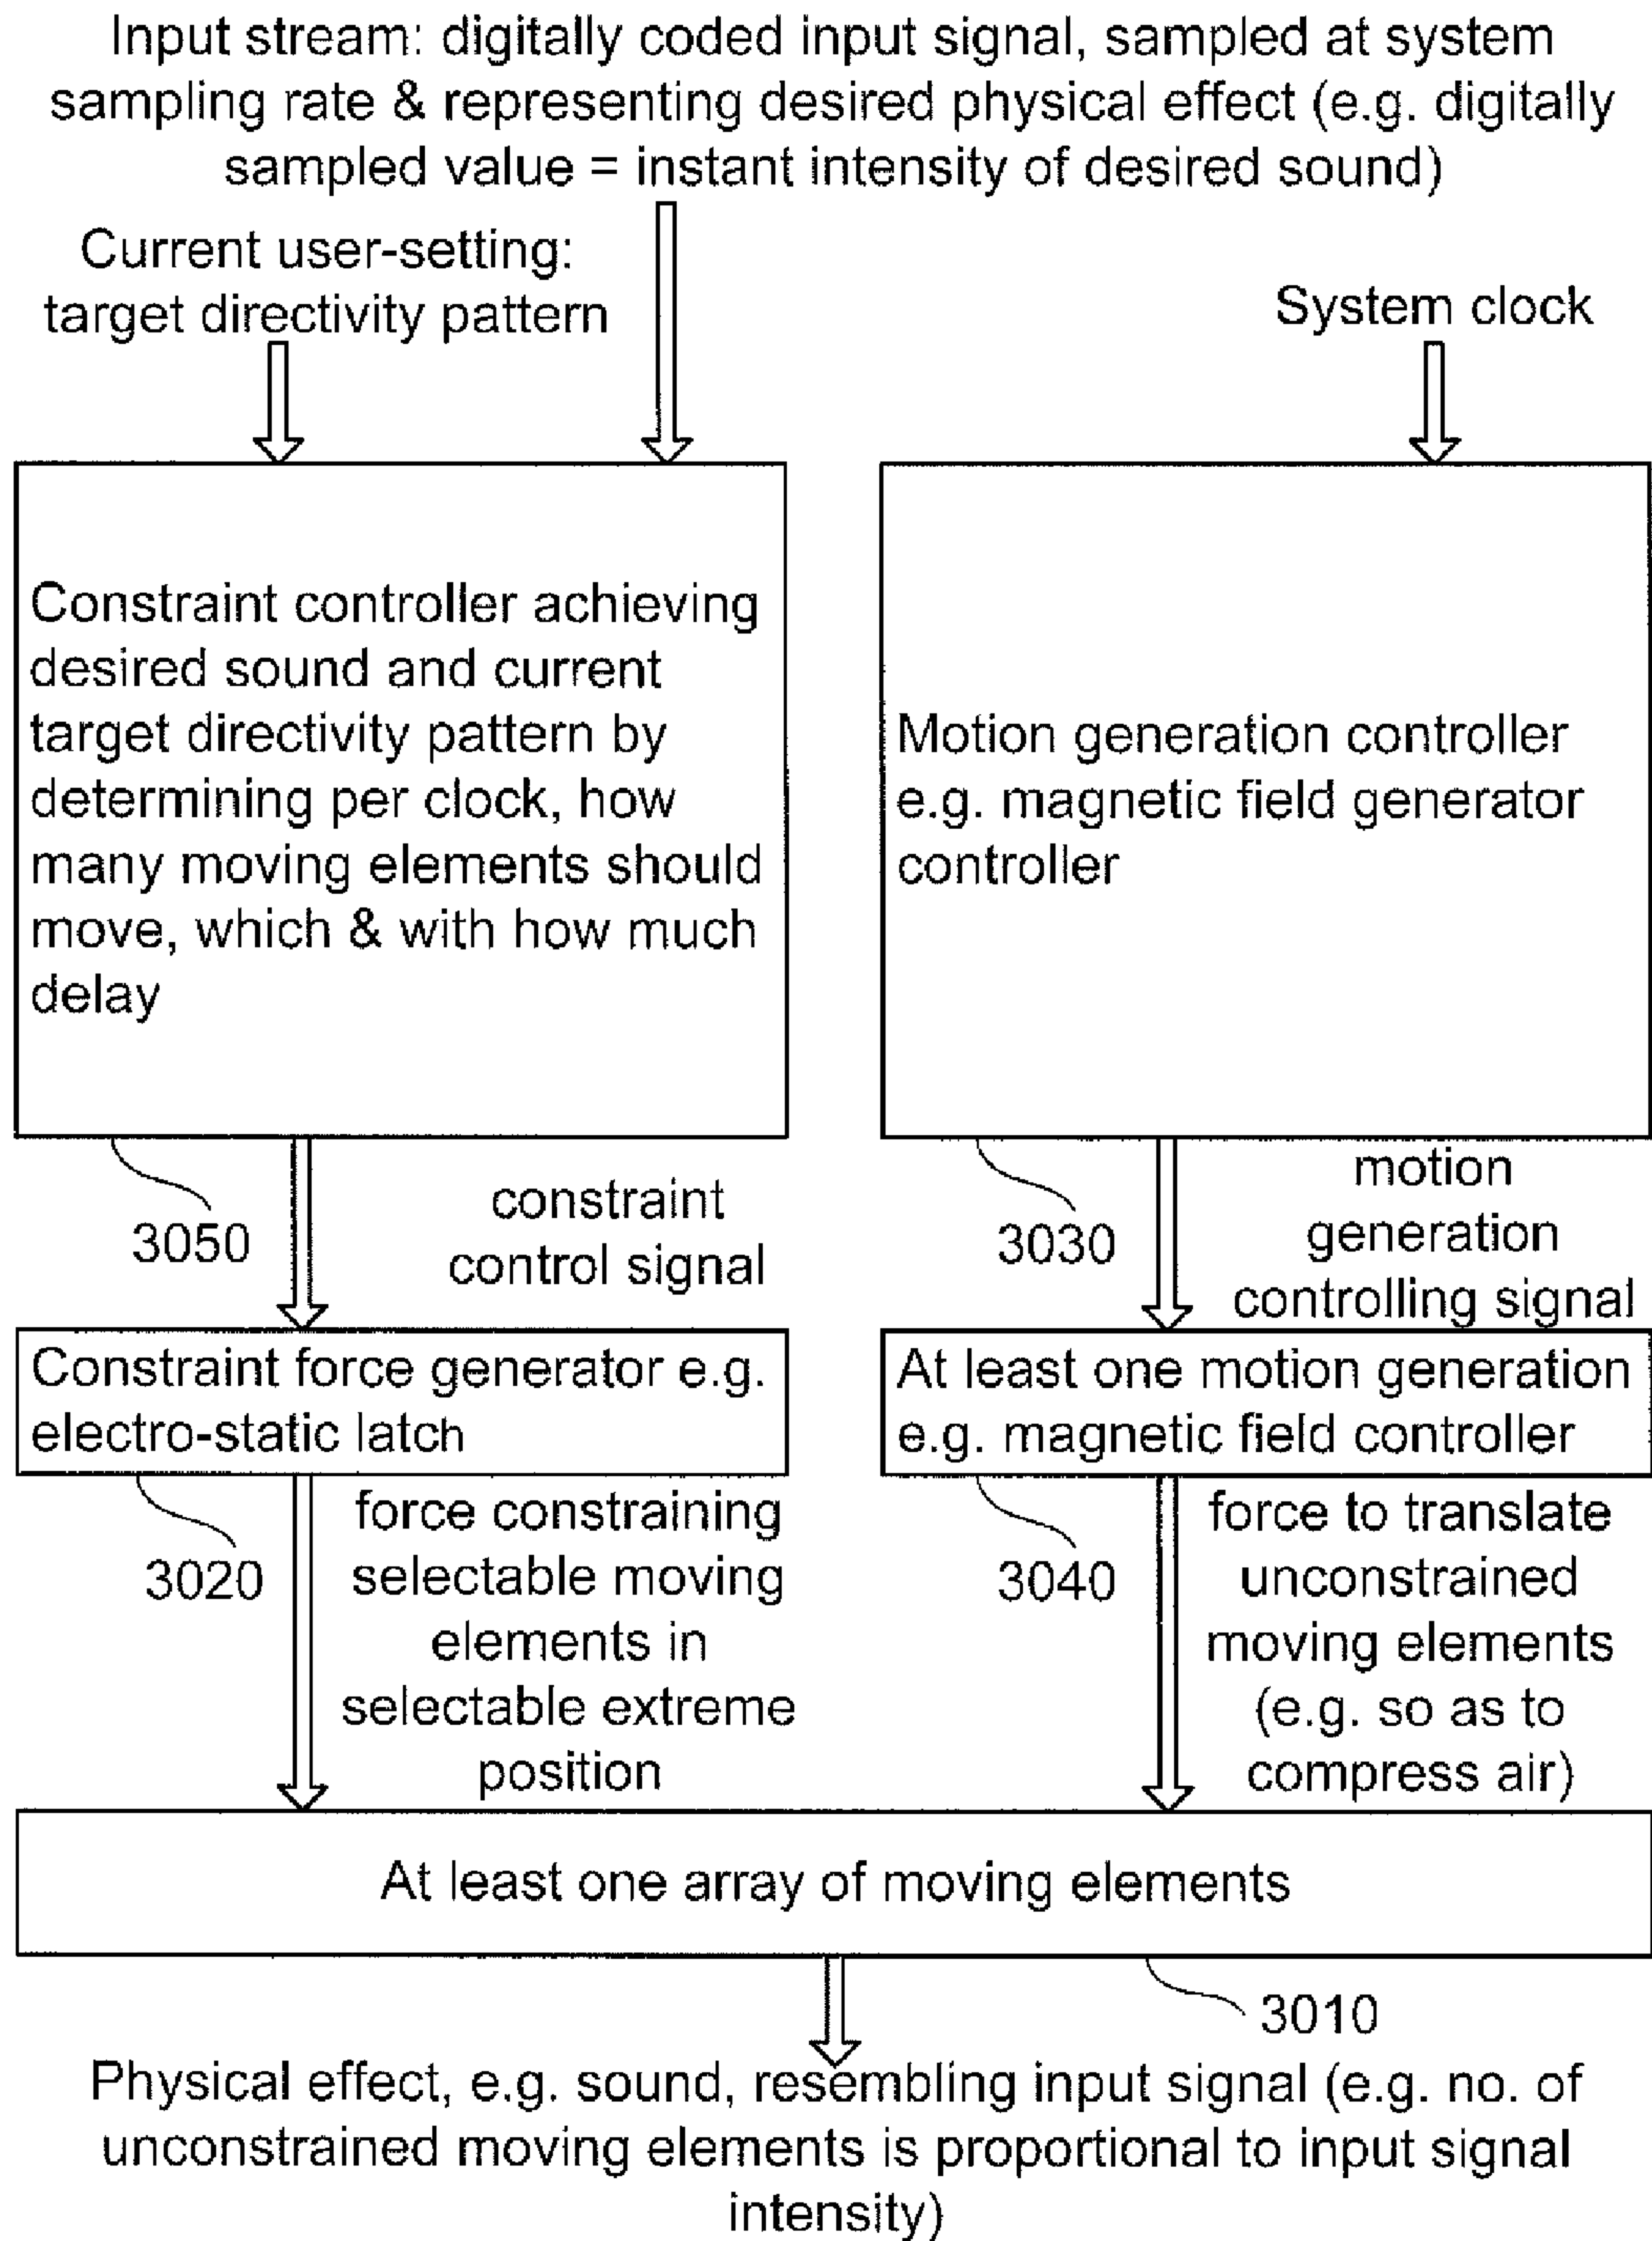 Input stream: digitally coded input signal, sampled at system
sampling rate & representing desired physical effect (e.g. digitally
sampled value = instant intensity of desired sound)
Current user-setting:
target directivity pattern
System clock
Constraint controller achieving
desired sound and current
target directivity pattern by
determining per clock, how
many moving elements should
move, which & with how much
delay
Motion generation controller
e.g. magnetic field generator
controller
3050
constraint
control signal
3030
motion
generation
controlling signal
Constraint force generator e.g.
electro-static latch
At least one motion generation
e.g. magnetic field controller
3020
force constraining
selectable moving
elements in
selectable extreme
position
3040
force to translate
unconstrained
moving elements
(e.g. so as to
compress air)
At least one array of moving elements
3010
Physical effect, e.g. sound, resembling input signal (e.g. no. of
unconstrained moving elements is proportional to input signal
intensity)